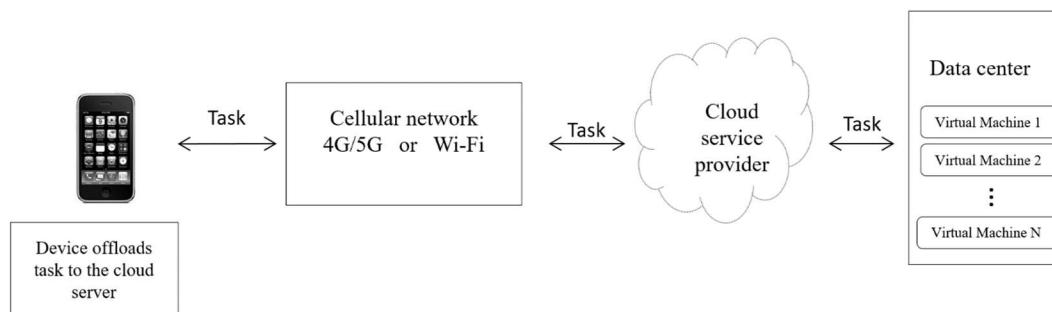 Device offloads
task to the cloud
server
Task
Cellular network
4G/5G or Wi-Fi
Task
Cloud
service
provider
Task
Data center
Virtual Machine 1
Virtual Machine 2
⋮
Virtual Machine N